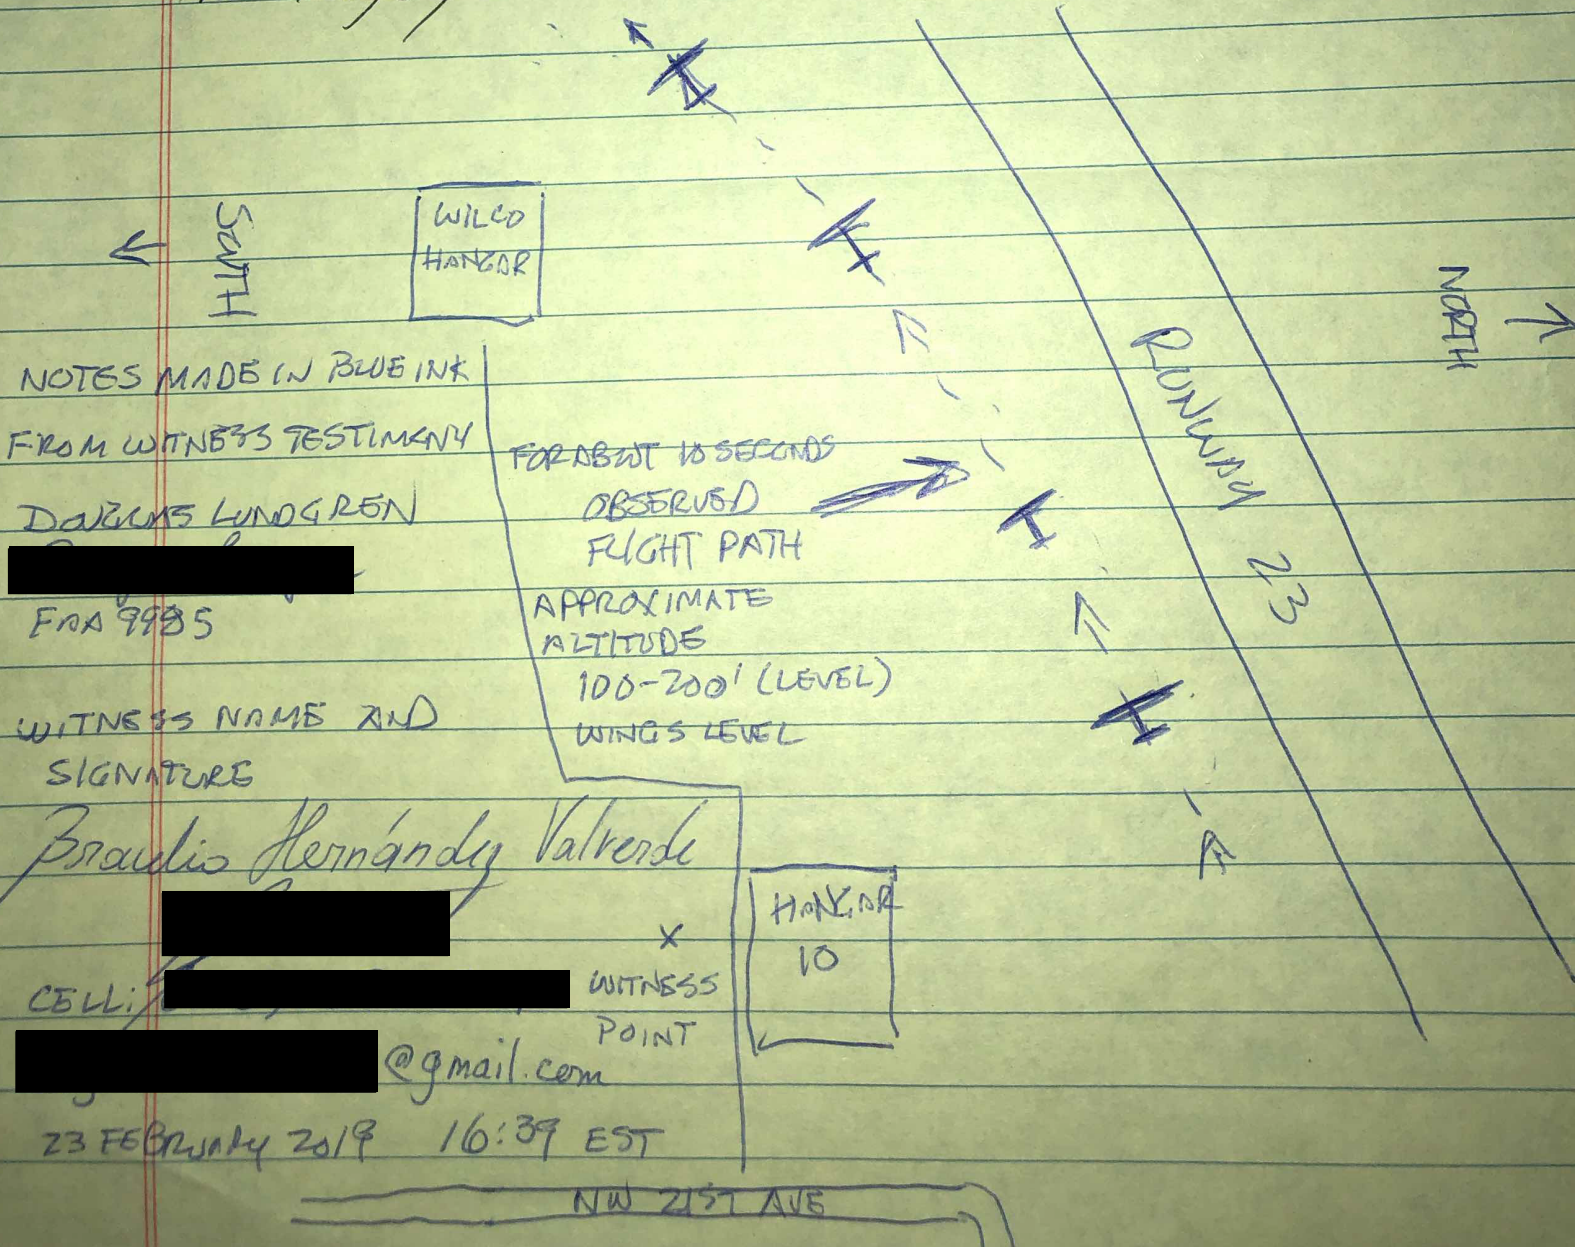 WILCO
HANGAR
SOUTH
NORTH
NOTES MADE IN BLUE INK
FROM WITNESS TESTIMONY
DOUGLAS LUNDGREN
FAA 9985
RUNWAY 23
FOR ABOUT 10 SECONDS
OBSERVED
FLIGHT PATH
APPROXIMATE
ALTITUDE
100-200' (LEVEL)
WINGS LEVEL
WITNESS NAME AND
SIGNATURE
Braulio Hernández Valverde
HANGAR
10
X
WITNESS
POINT
CELL:
@gmail.com
23 FEBRUARY 2019 16:39 EST
NW 21ST AVE